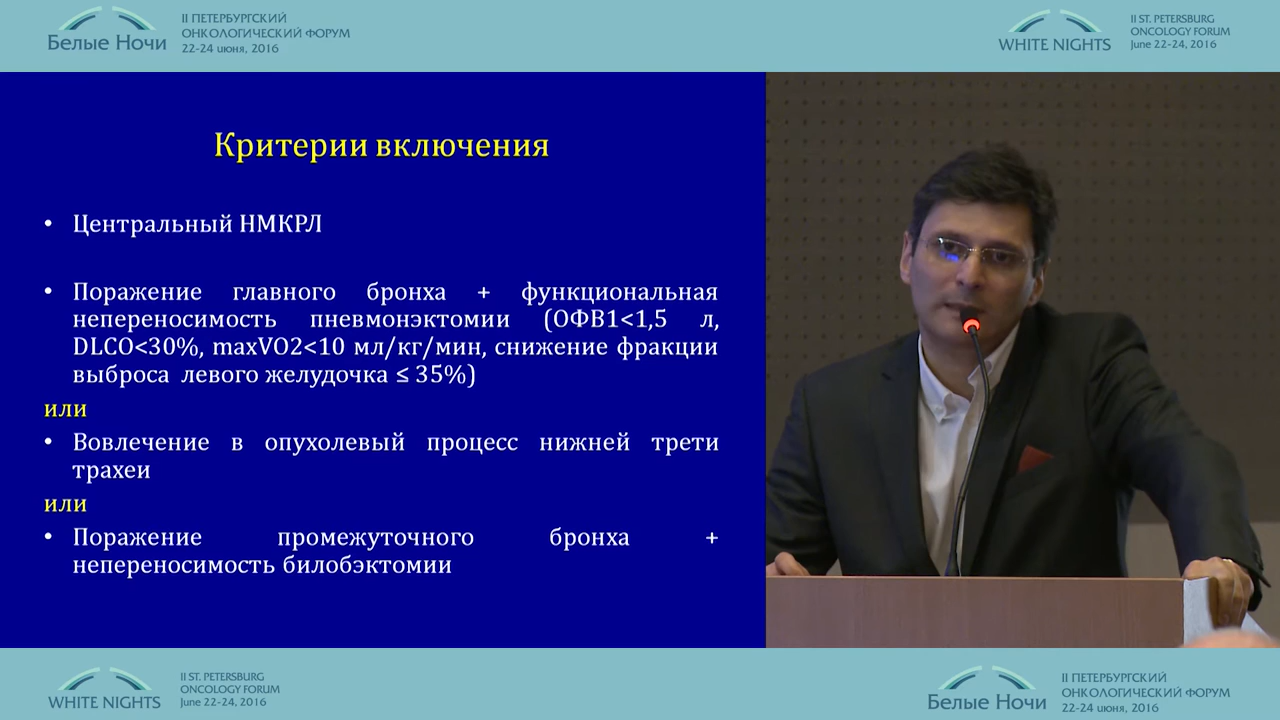 Белые Ночи
II ПЕТЕРБУРГСКИЙ
ОНКОЛОГИЧЕСКИЙ ФОРУМ
22-24 июня, 2016
WHITE NIGHTS
II ST. PETERSBURG
ONCOLOGY FORUM
June 22-24, 2016
Критерии включения
• Центральный НМКРЛ
• Поражение главного бронха + функциональная
непереносимость пневмонэктомии (ОФВ1<1,5 л,
DLCO<30%, maxVO2<10 мл/кг/мин, снижение фракции
выброса левого желудочка ≤ 35%)
или
• Вовлечение в опухолевый процесс нижней трети
трахеи
или
• Поражение промежуточного бронха +
непереносимость билобэктомии
WHITE NIGHTS
II ST. PETERSBURG
ONCOLOGY FORUM
June 22-24, 2016
Белые Ночи
II ПЕТЕРБУРГСКИЙ
ОНКОЛОГИЧЕСКИЙ ФОРУМ
22-24 июня, 2016